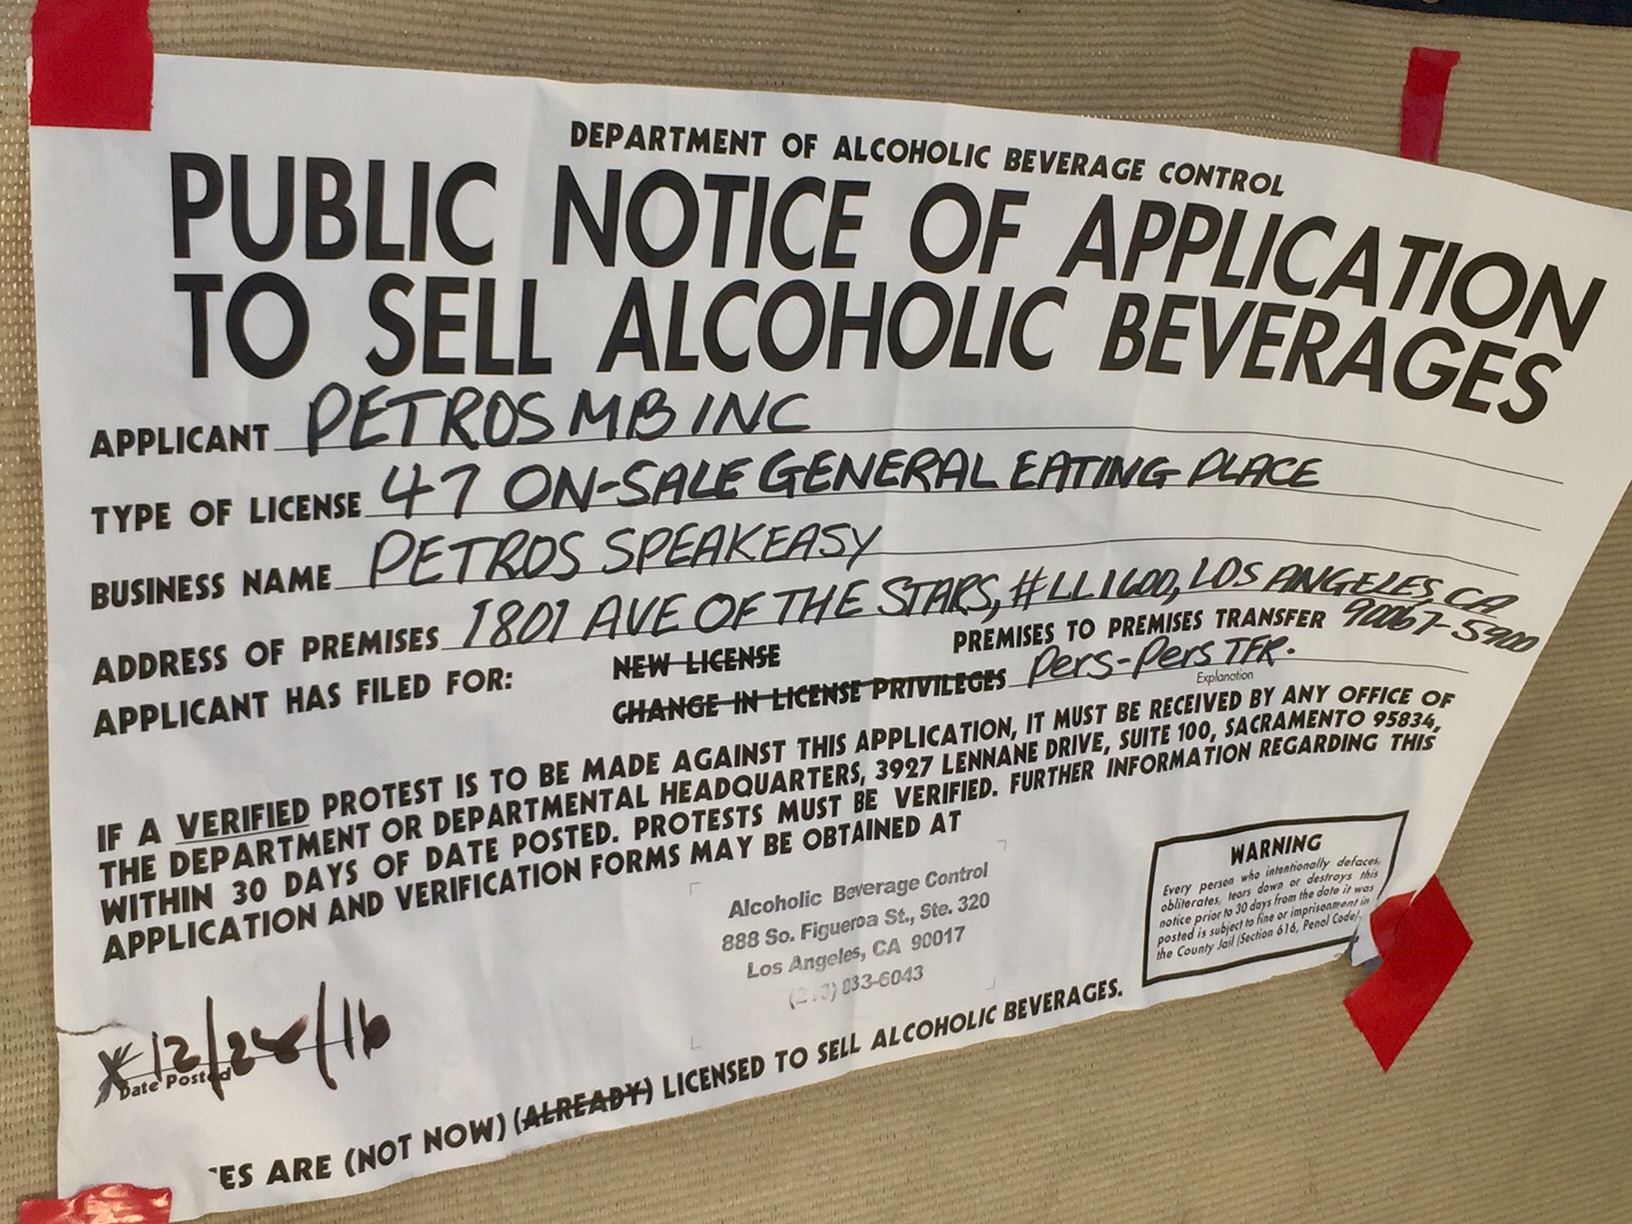 DEPARTMENT OF ALCOHOLIC BEVERAGE CONTROL
PUBLIC NOTICE OF APPLICATION
TO SELL ALCOHOLIC BEVERAGES
APPLICANT PETROS MB INC
TYPE OF LICENSE 47 ON-SALE GENERAL EATING PLACE
BUSINESS NAME PETROS SPEAKEASY
ADDRESS OF PREMISES 1801 AVE OF THE STARS, #LL1600, LOS ANGELES, CA
90067-5900
APPLICANT HAS FILED FOR: NEW LICENSE PREMISES TO PREMISES TRANSFER
CHANGE IN LICENSE PRIVILEGES Pers-Pers TFR.
Explanation
IF A VERIFIED PROTEST IS TO BE MADE AGAINST THIS APPLICATION, IT MUST BE RECEIVED BY ANY OFFICE OF
THE DEPARTMENT OR DEPARTMENTAL HEADQUARTERS, 3927 LENNANE DRIVE, SUITE 100, SACRAMENTO 95834,
WITHIN 30 DAYS OF DATE POSTED. PROTESTS MUST BE VERIFIED. FURTHER INFORMATION REGARDING THIS
APPLICATION AND VERIFICATION FORMS MAY BE OBTAINED AT
Alcoholic Beverage Control
888 So. Figueroa St., Ste. 320
Los Angeles, CA 90017
033-6043
WARNING
Every person who intentionally defaces,
obliterates, tears down or destroys this
notice prior to 30 days from the date it was
posted is subject to fine or imprisonment in
the County Jail (Section 616, Penal Code).
X 12/ /16
Date Posted
ES ARE (NOT NOW) (ALREADY) LICENSED TO SELL ALCOHOLIC BEVERAGES.